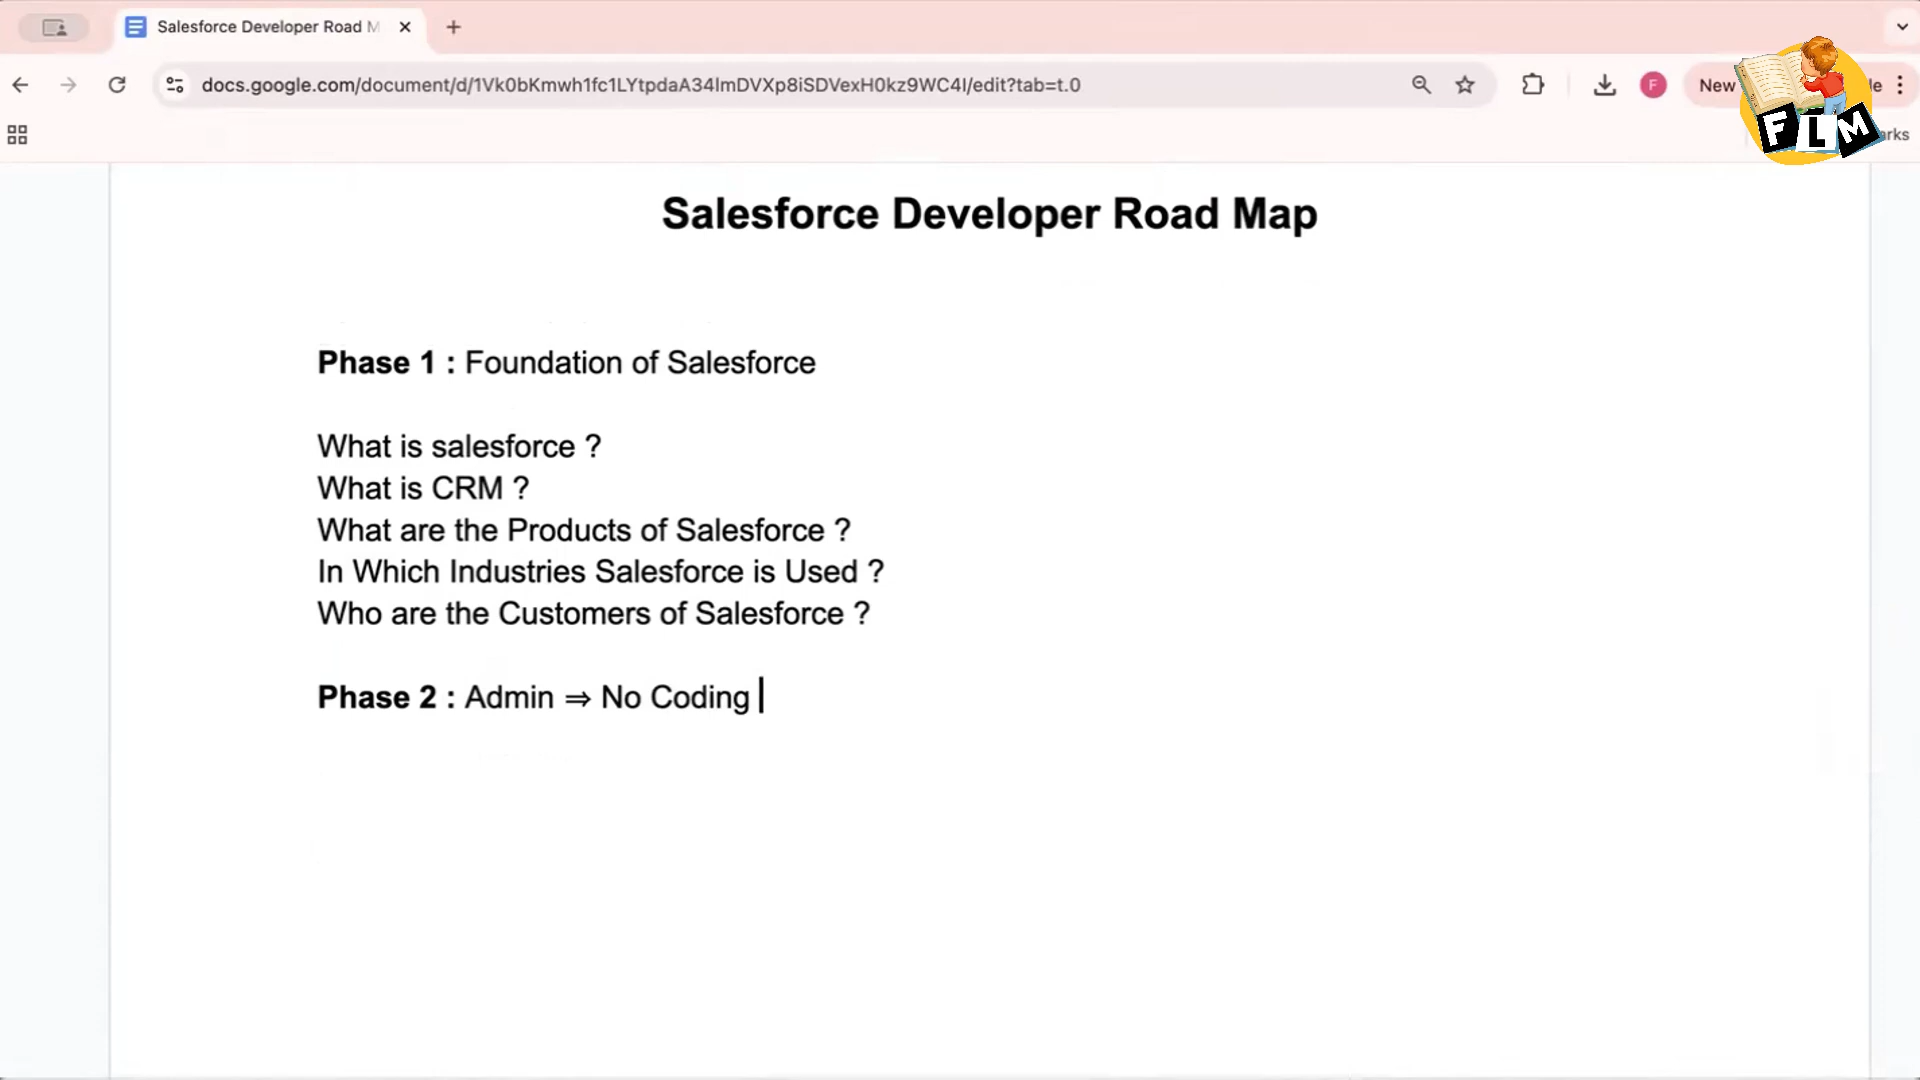 Salesforce Developer Road M
docs.google.com/document/d/1Vk0bKmwh1fc1LYtpdaA34lmDVXp8iSDVexH0kz9WC4I/edit?tab=t.0
F
New
FLM
Salesforce Developer Road Map
Phase 1 : Foundation of Salesforce
What is salesforce ?
What is CRM ?
What are the Products of Salesforce ?
In Which Industries Salesforce is Used ?
Who are the Customers of Salesforce ?
Phase 2 : Admin ⇒ No Coding